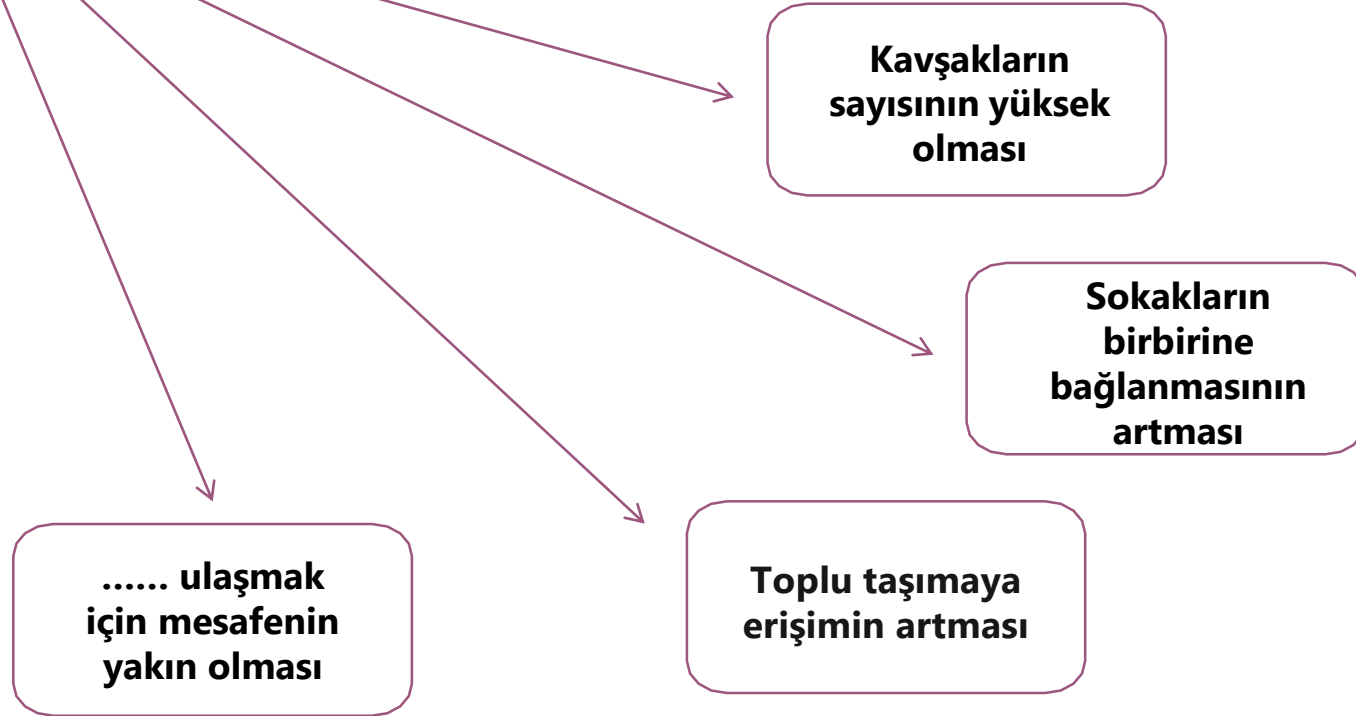 Kavşakların
sayısının yüksek
olması
Sokakların
birbirine
bağlanmasının
artması
...... ulaşmak
için mesafenin
yakın olması
Toplu taşımaya
erişimin artması